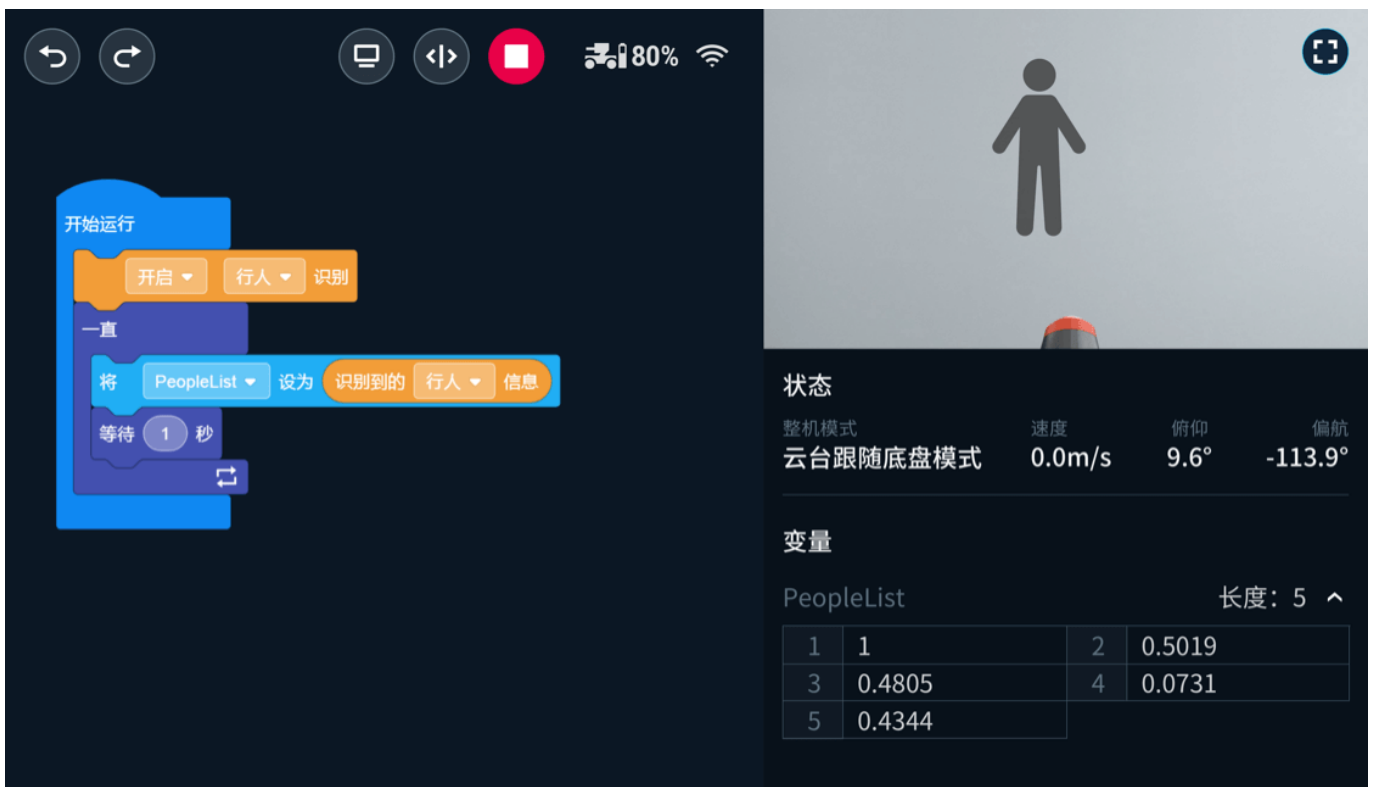 80%
开始运行
开启 行人 识别
一直
将 PeopleList 设为 识别到的 行人 信息
等待 1 秒
状态
整机模式 速度 俯仰 偏航
云台跟随底盘模式 0.0m/s 9.6° -113.9°
变量
PeopleList 长度：5
1 1 2 0.5019
3 0.4805 4 0.0731
5 0.4344